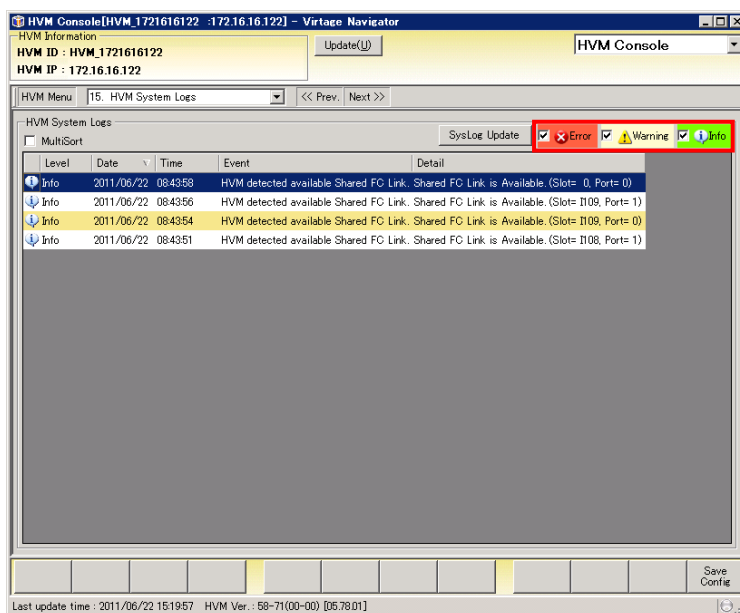 HVM Console[HVM_1721616122 :172.16.16.122] - Virtage Navigator
HVM Information
HVM ID : HVM_1721616122
HVM IP : 172.16.16.122
Update(U)
HVM Console
HVM Menu 15. HVM System Logs << Prev. Next >>
HVM System Logs
MultiSort
SysLog Update Error Warning Info
Level Date Time Event Detail
Info 2011/06/22 08:43:58 HVM detected available Shared FC Link. Shared FC Link is Available.(Slot= 0, Port= 0)
Info 2011/06/22 08:43:56 HVM detected available Shared FC Link. Shared FC Link is Available.(Slot= I109, Port= 1)
Info 2011/06/22 08:43:54 HVM detected available Shared FC Link. Shared FC Link is Available.(Slot= I109, Port= 0)
Info 2011/06/22 08:43:51 HVM detected available Shared FC Link. Shared FC Link is Available.(Slot= I108, Port= 1)
Save
Config
Last update time : 2011/06/22 15:19:57 HVM Ver. : 58-71(00-00) [05.78.01]